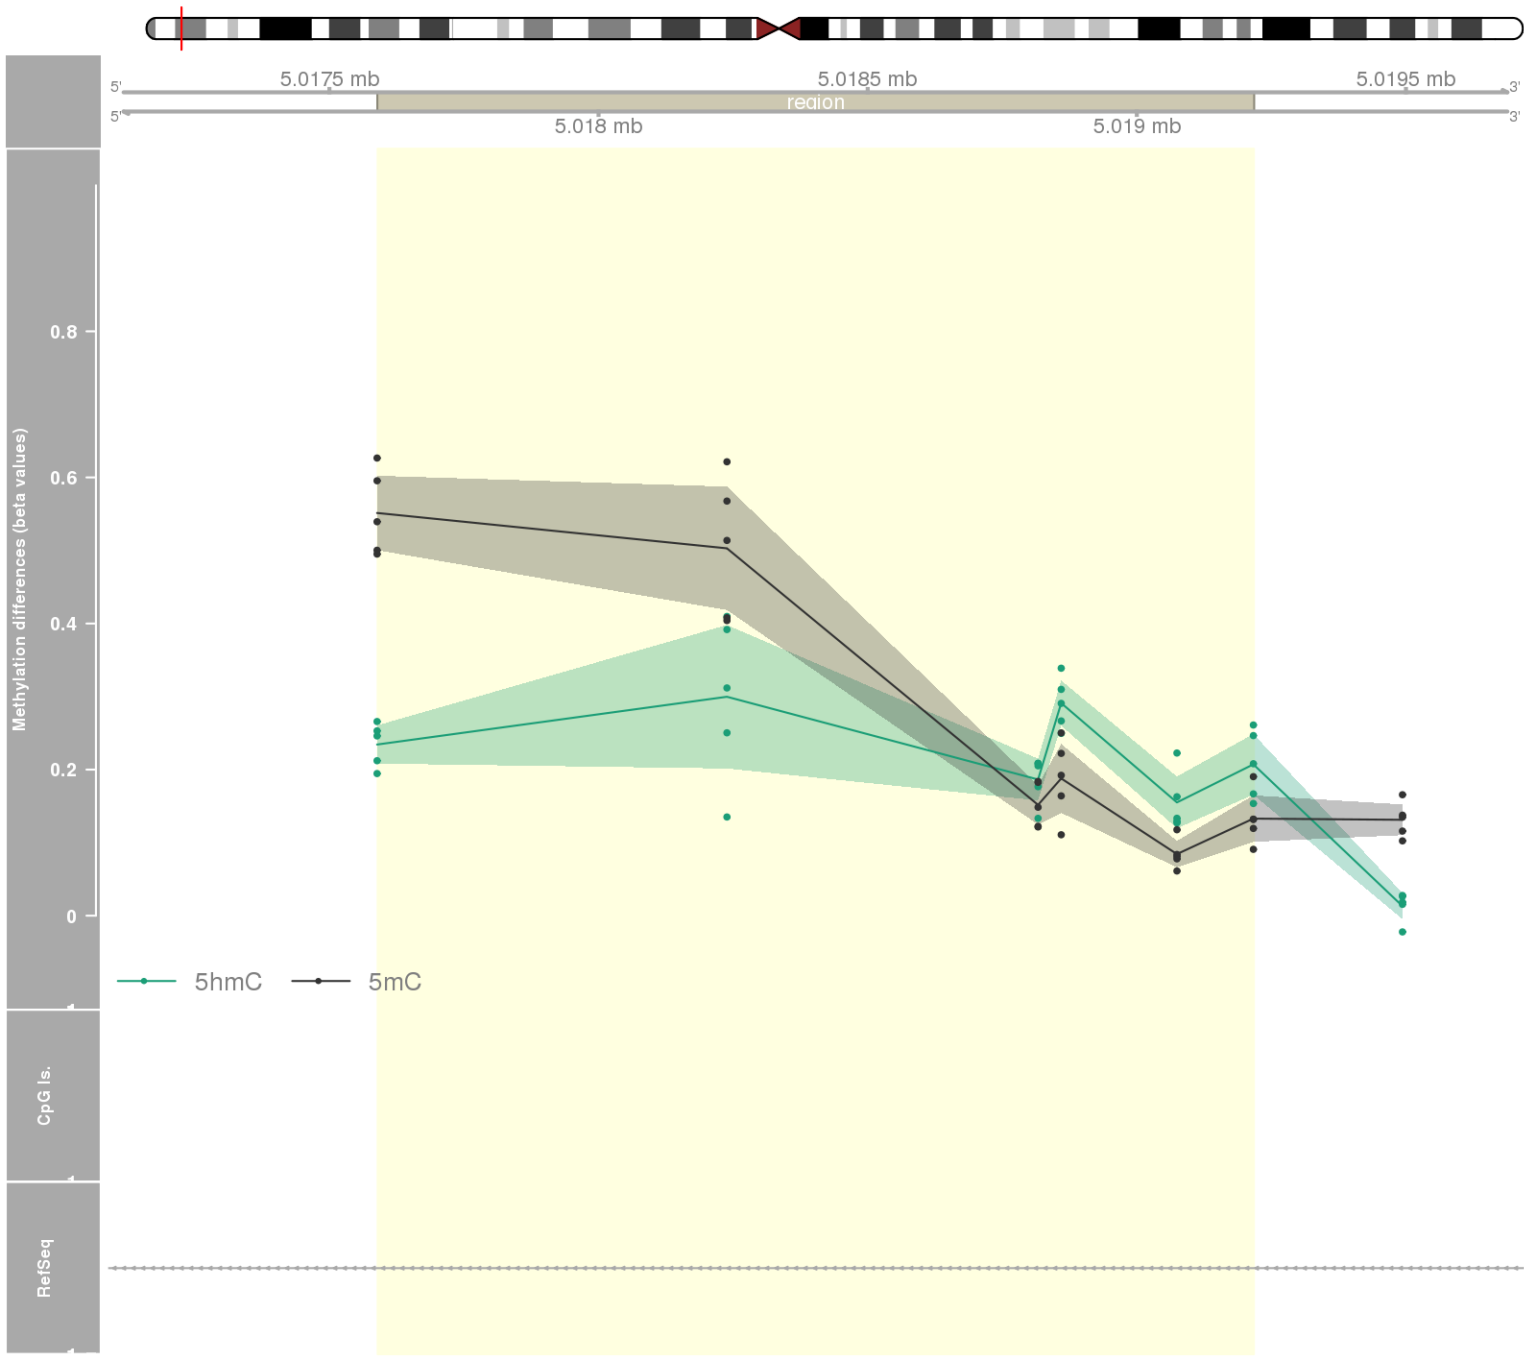 5.0175 mb
5.0185 mb
5.0195 mb
5'
3'
region
5'
3'
5.018 mb
5.019 mb
Methylation differences (beta values)
0.8
0.6
0.4
0.2
0
5hmC
5mC
CpG Is.
RefSeq